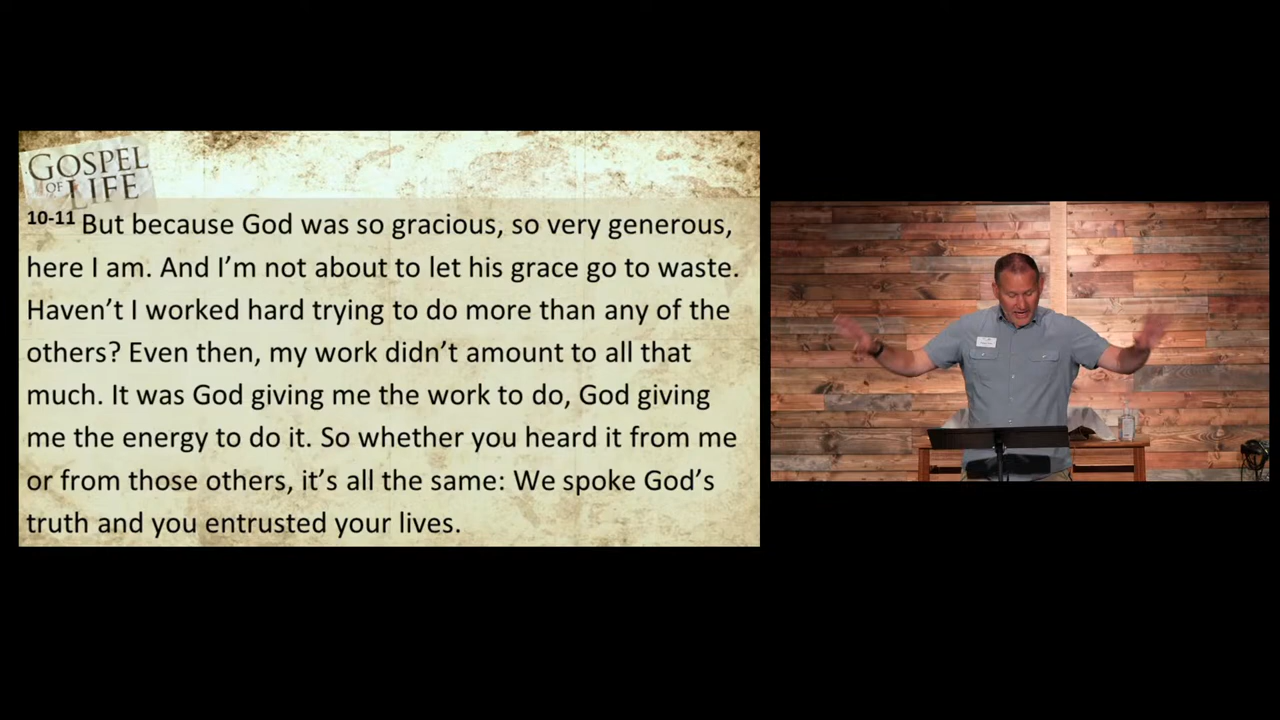 GOSPEL
OF LIFE
10-11 But because God was so gracious, so very generous,
here I am. And I’m not about to let his grace go to waste.
Haven’t I worked hard trying to do more than any of the
others? Even then, my work didn’t amount to all that
much. It was God giving me the work to do, God giving
me the energy to do it. So whether you heard it from me
or from those others, it’s all the same: We spoke God’s
truth and you entrusted your lives.